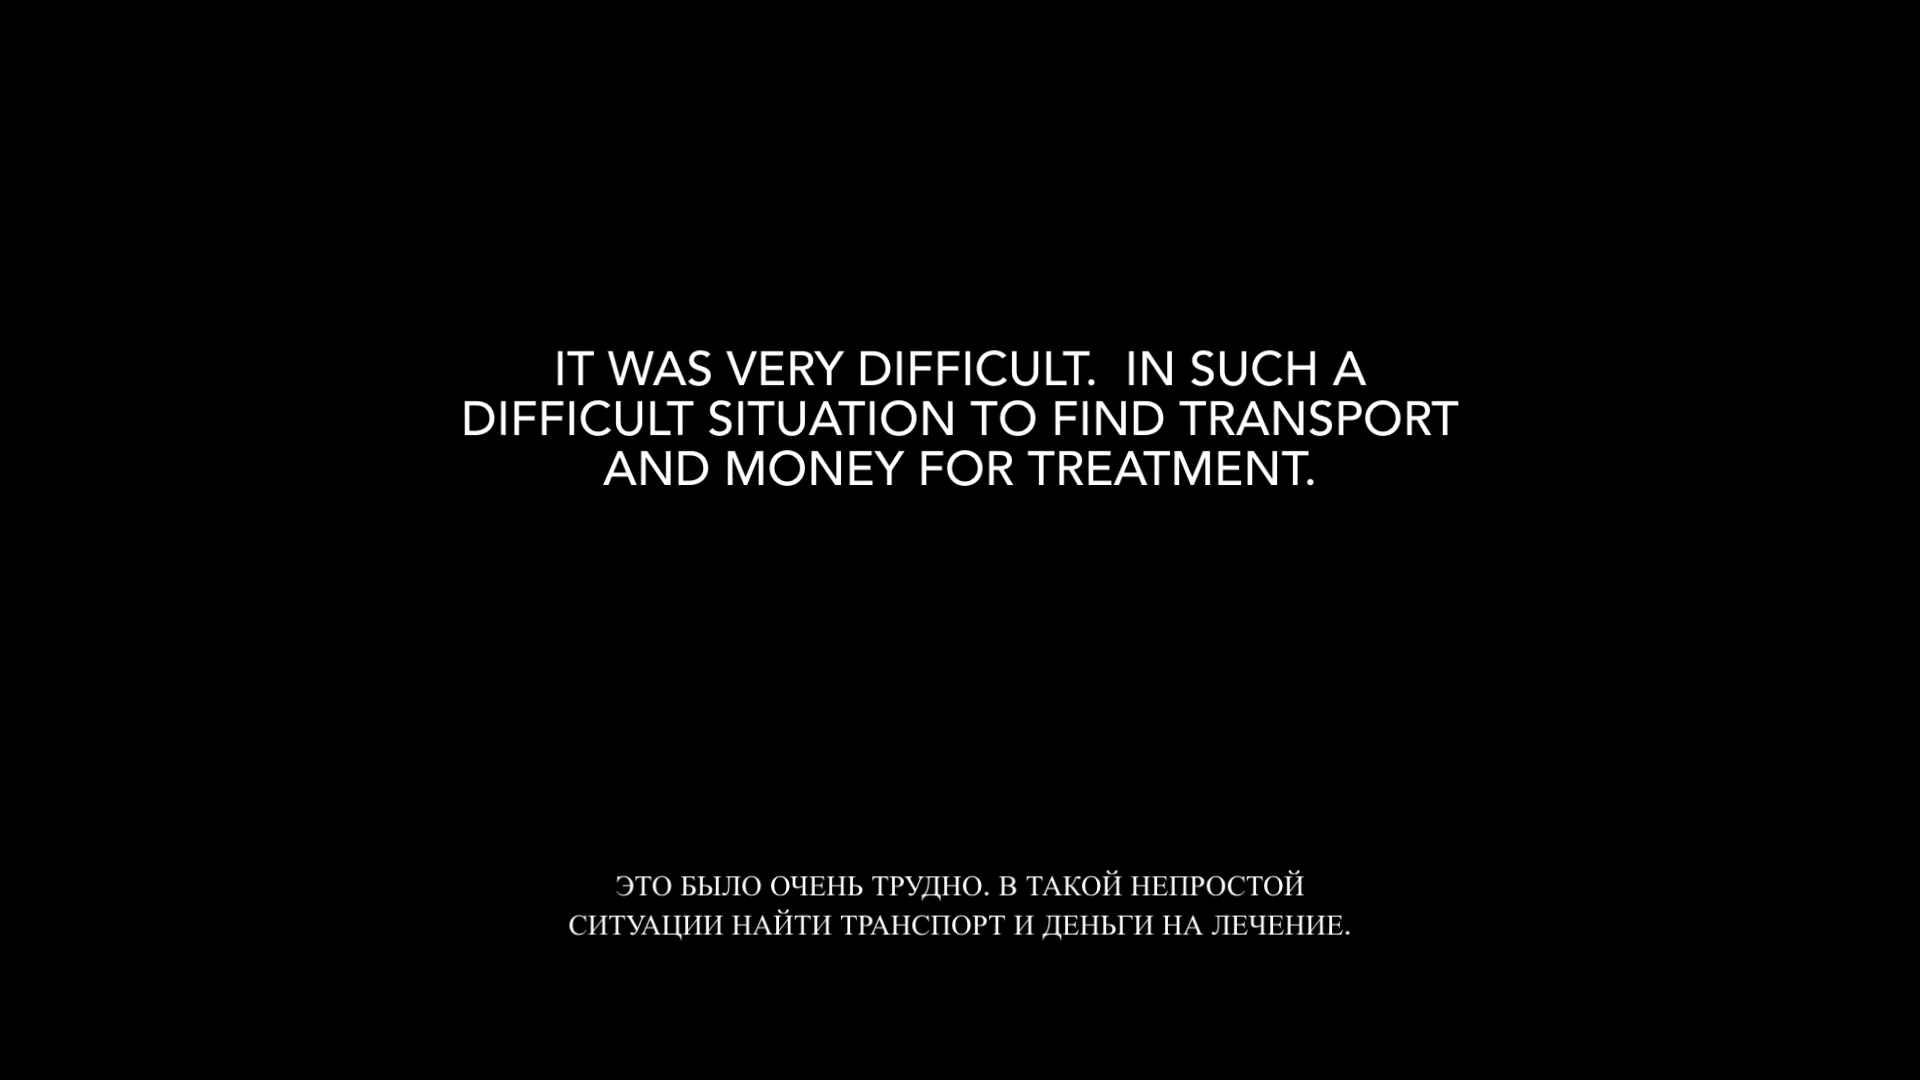 IT WAS VERY DIFFICULT.  IN SUCH A
DIFFICULT SITUATION TO FIND TRANSPORT
AND MONEY FOR TREATMENT.
ЭТО БЫЛО ОЧЕНЬ ТРУДНО. В ТАКОЙ НЕПРОСТОЙ
СИТУАЦИИ НАЙТИ ТРАНСПОРТ И ДЕНЬГИ НА ЛЕЧЕНИЕ.